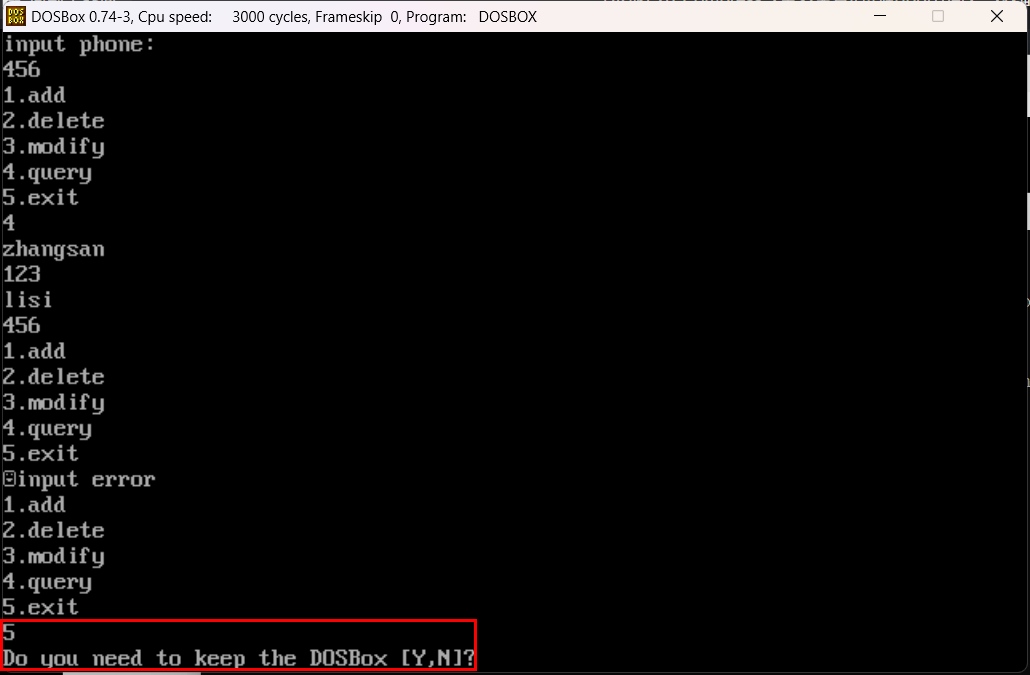 DOSBox 0.74-3, Cpu speed: 3000 cycles, Frameskip 0, Program: DOSBOX
input phone:
456
1.add
2.delete
3.modify
4.query
5.exit
4
zhangsan
123
lisi
456
1.add
2.delete
3.modify
4.query
5.exit
☺input error
1.add
2.delete
3.modify
4.query
5.exit
5
Do you need to keep the DOSBox [Y,N]?